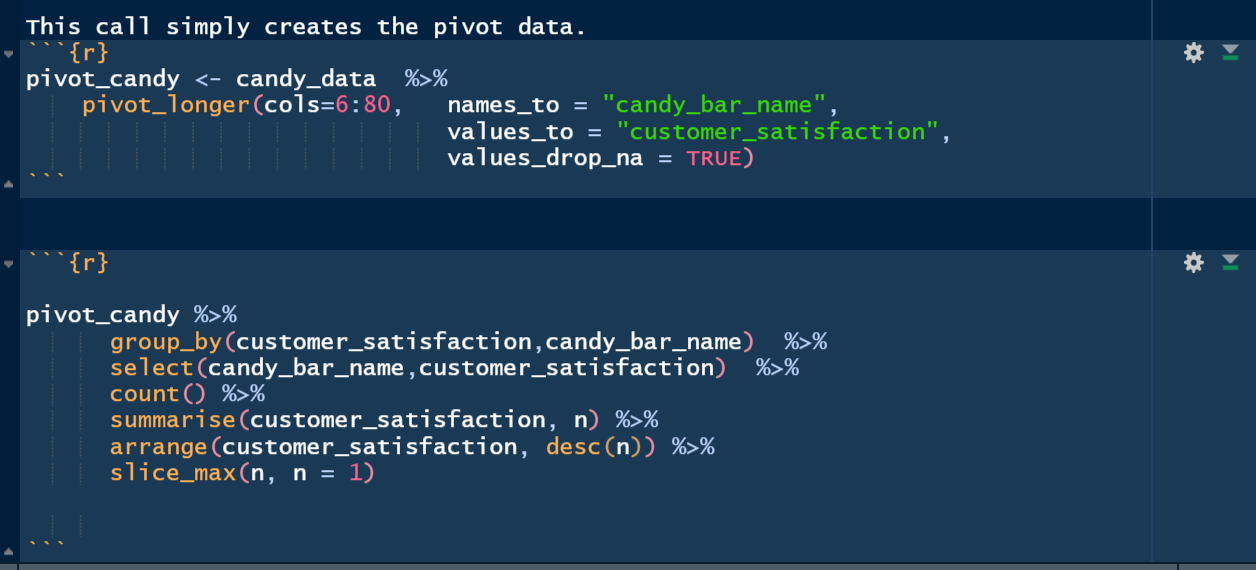 This call simply creates the pivot data.
```{r}
pivot_candy <- candy_data  %>%
    pivot_longer(cols=6:80,   names_to = "candy_bar_name",
                              values_to = "customer_satisfaction",
                              values_drop_na = TRUE)
```
```{r}
pivot_candy %>%
      group_by(customer_satisfaction,candy_bar_name)  %>%
      select(candy_bar_name,customer_satisfaction)  %>%
      count() %>%
      summarise(customer_satisfaction, n) %>%
      arrange(customer_satisfaction, desc(n)) %>%
      slice_max(n, n = 1)
```